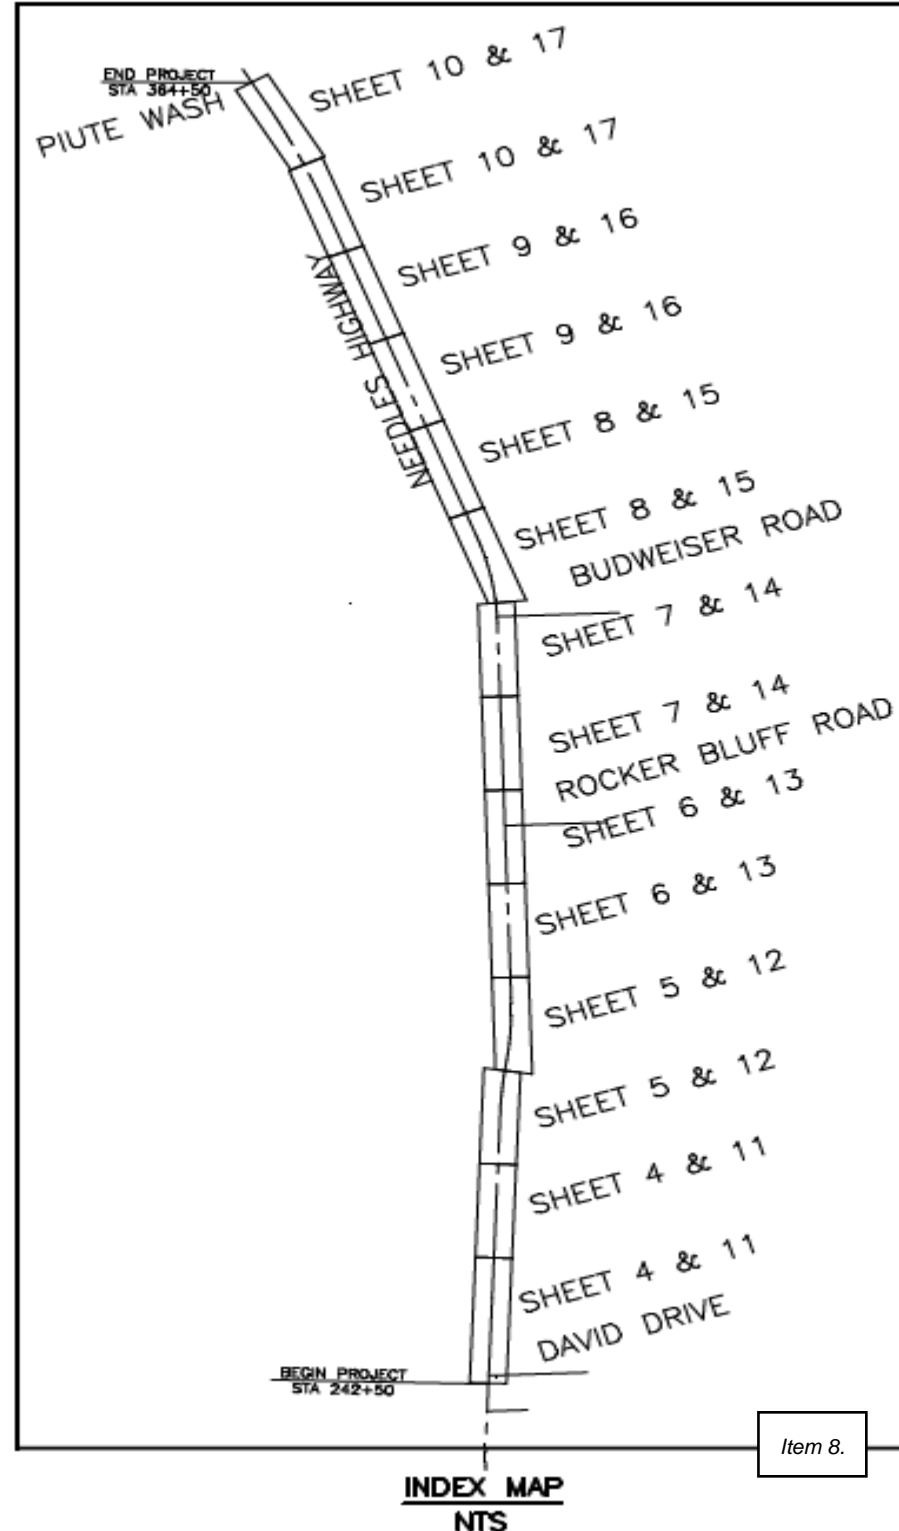 SHEET 10 & 17
END PROJECT
STA 364+50
PIUTE WASH
SHEET 10 & 17
SHEET 9 & 16
NEEDLES HIGHWAY
SHEET 9 & 16
SHEET 8 & 15
SHEET 8 & 15
BUDWEISER ROAD
SHEET 7 & 14
SHEET 7 & 14
ROCKER BLUFF ROAD
SHEET 6 & 13
SHEET 6 & 13
SHEET 5 & 12
SHEET 5 & 12
SHEET 4 & 11
SHEET 4 & 11
DAVID DRIVE
BEGIN PROJECT
STA 242+50
Item 8.
INDEX MAP
NTS